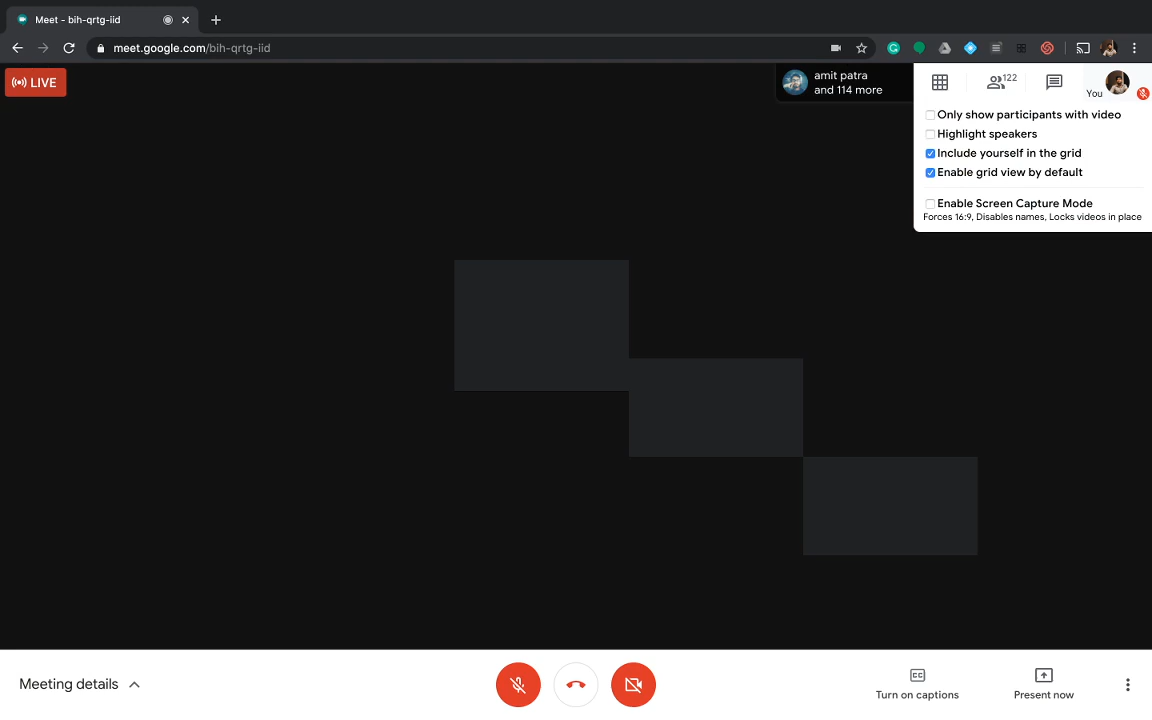 Meet - bih-qrtg-iid
meet.google.com/bih-qrtg-iid
LIVE
amit patra
and 114 more
122
You
Only show participants with video
Highlight speakers
Include yourself in the grid
Enable grid view by default
Enable Screen Capture Mode
Forces 16:9, Disables names, Locks videos in place
Meeting details
CC
Turn on captions
Present now